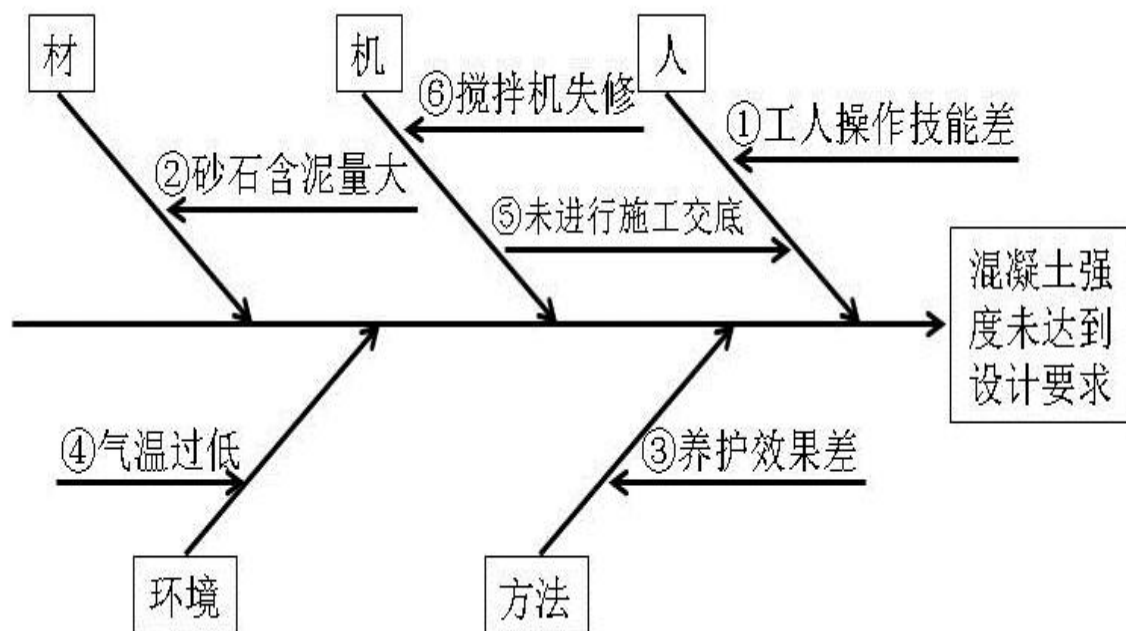 材
机
人
⑥搅拌机失修
①工人操作技能差
②砂石含泥量大
⑤未进行施工交底
混凝土强
度未达到
设计要求
④气温过低
③养护效果差
环境
方法